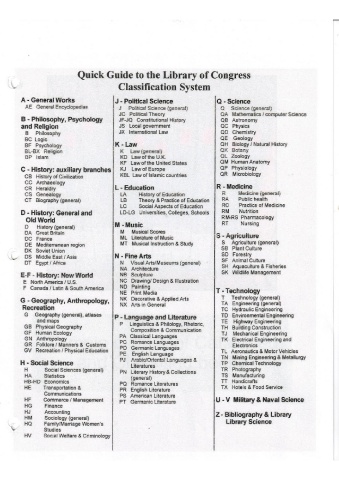 Quick Guide to the Library of Congress
Classification System
A - General Works
AE General Encyclopedias
B - Philosophy, Psychology
and Religion
B Philosophy
BC Logic
BF Psychology
BL-BX Religion
BP Islam
C - History: auxiliary branches
CB History of Civilization
CC Archaeology
CR Heraldry
CS Genealogy
CT Biography (general)
D - History: General and
Old World
D History (general)
DA Great Britain
DC France
DE Mediterranean region
DK Soviet Union
DS Middle East / Asia
DT Egypt / Africa
E-F - History: New World
E North America / U.S.
F Canada / Latin & South America
G - Geography, Anthropology,
Recreation
G Geography (general), atlases
and maps
GB Physical Geography
GF Human Ecology
GN Anthropology
GR Folklore / Manners & Customs
GV Recreation / Physical Education
H - Social Science
H Social Sciences (general)
HA Statistics
HB-HD Economics
HE Transportation &
Communications
HF Commerce / Management
HG Finance
HJ Accounting
HM Sociology (general)
HQ Family/Marriage Women's
Studies
HV Social Welfare & Criminology
J - Political Science
J Political Science (general)
JC Political Theory
JF-JQ Constitutional History
JS Local government
JX International Law
K - Law
K Law (general)
KD Law of the U.K.
KF Law of the United States
KJ Law of Europe
KBL Law of Islamic countries
L - Education
LA History of Education
LB Theory & Practice of Education
LC Social Aspects of Education
LD-LG Universities, Colleges, Schools
M - Music
M Musical Scores
ML Literature of Music
MT Musical Instruction & Study
N - Fine Arts
N Visual Arts/Museums (general)
NA Architecture
NB Sculpture
NC Drawing/ Design / Illustration
ND Painting
NE Print Media
NK Decorative & Applied Arts
NX Arts in General
P - Language and Literature
P Linguistics & Philology, Rhetoric,
Composition & Communication
PA Classical Languages
PC Romance Languages
PD Germanic Languages
PE English Language
PJ Arabic/Oriental Languages &
Literatures
PN Literary History & Collections
(general)
PQ Romance Literatures
PR English Literature
PS American Literature
PT Germanic Literature
Q - Science
Q Science (general)
QA Mathematics / computer Science
QB Astronomy
QC Physics
QD Chemistry
QE Geology
QH Biology / Natural History
QK Botany
QL Zoology
QM Human Anatomy
QP Physiology
QR Microbiology
R - Medicine
R Medicine (general)
RA Public health
RC Practice of Medicine
RM Nutrition
RM-RS Pharmacology
RT Nursing
S - Agriculture
S Agriculture (general)
SB Plant Culture
SD Forestry
SF Animal Culture
SH Aquaculture & Fisheries
SK Wildlife Management
T - Technology
T Technology (general)
TA Engineering (general)
TC Hydraulic Engineering
TD Environmental Engineering
TE Highway Engineering
TH Building Construction
TJ Mechanical Engineering
TK Electrical Engineering and
Electronics
TL Aeronautics & Motor Vehicles
TN Mining Engineering & Metallurgy
TP Chemical Technology
TR Photography
TS Manufacturing
TT Handicrafts
TX Hotels & Food Service
U - V Military & Naval Science
Z - Bibliography & Library
Library Science